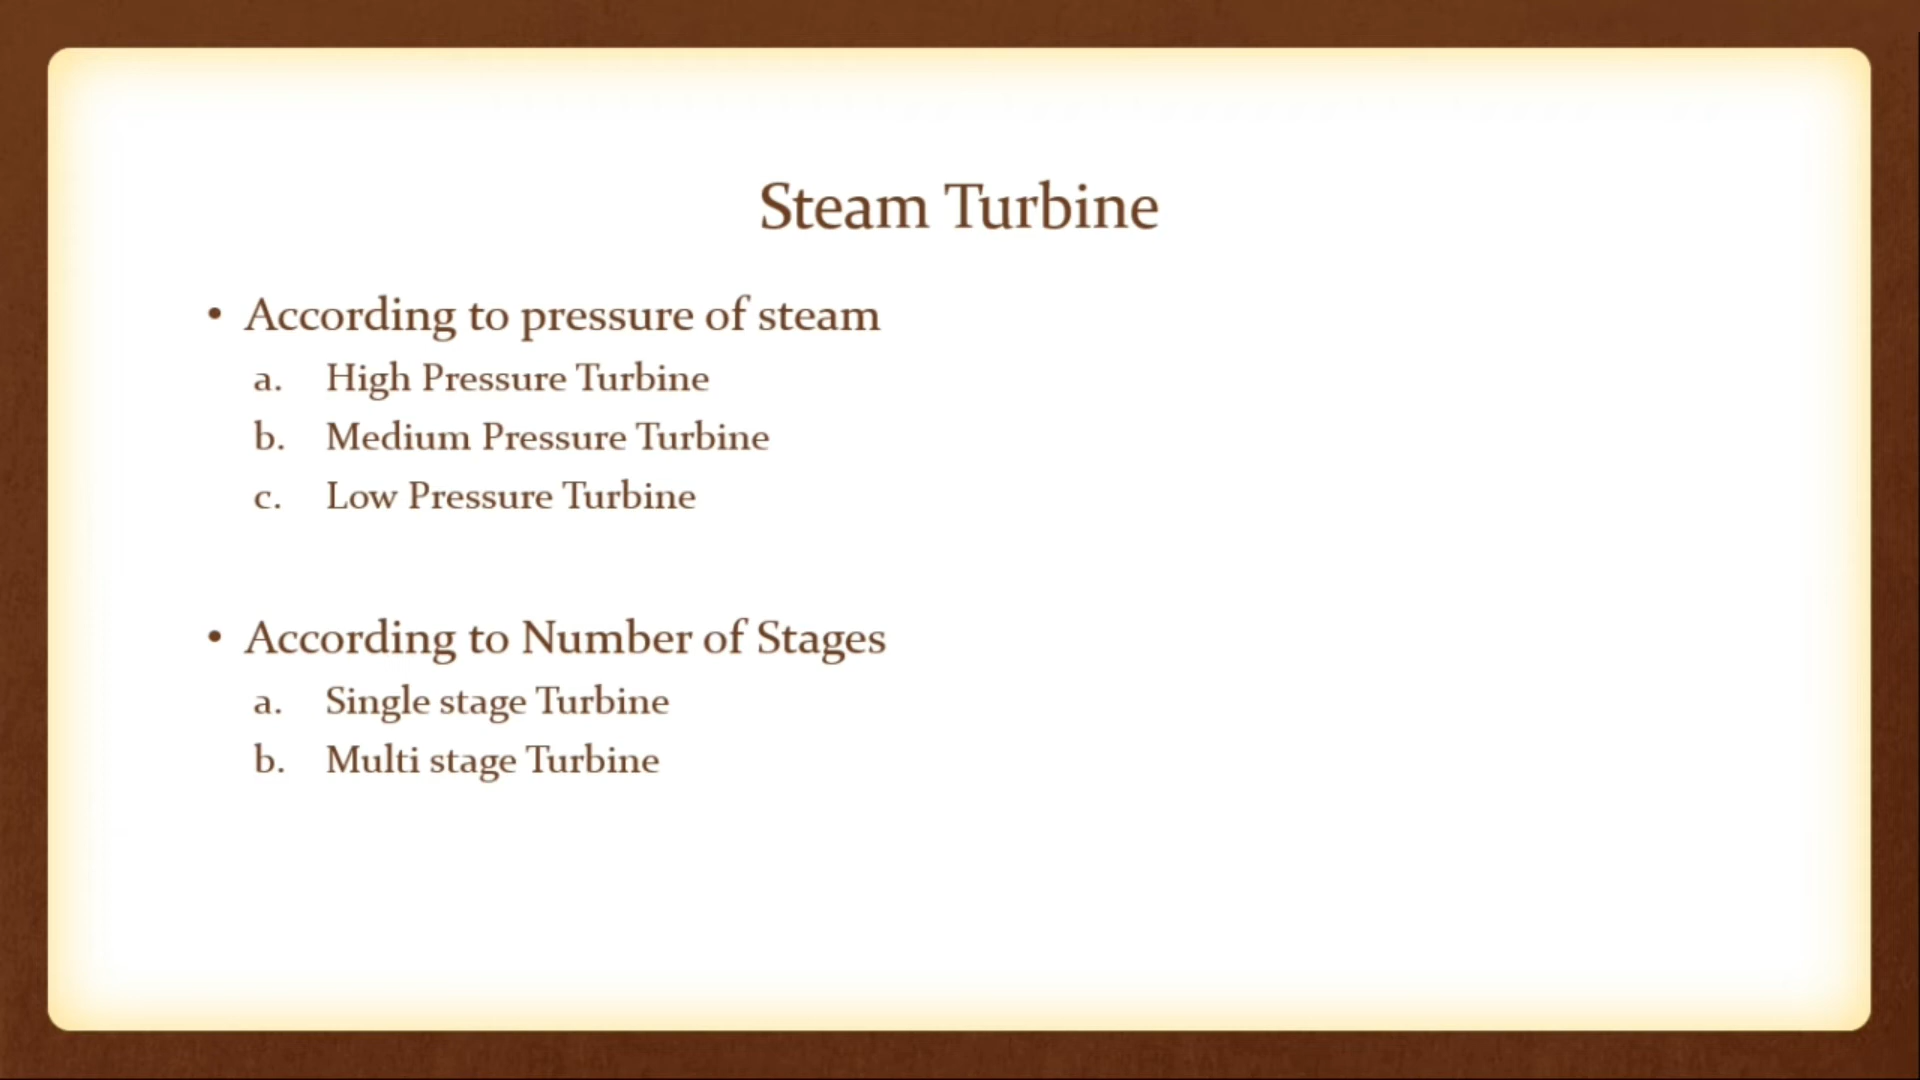 Steam Turbine
• According to pressure of steam
a. High Pressure Turbine
b. Medium Pressure Turbine
c. Low Pressure Turbine
• According to Number of Stages
a. Single stage Turbine
b. Multi stage Turbine